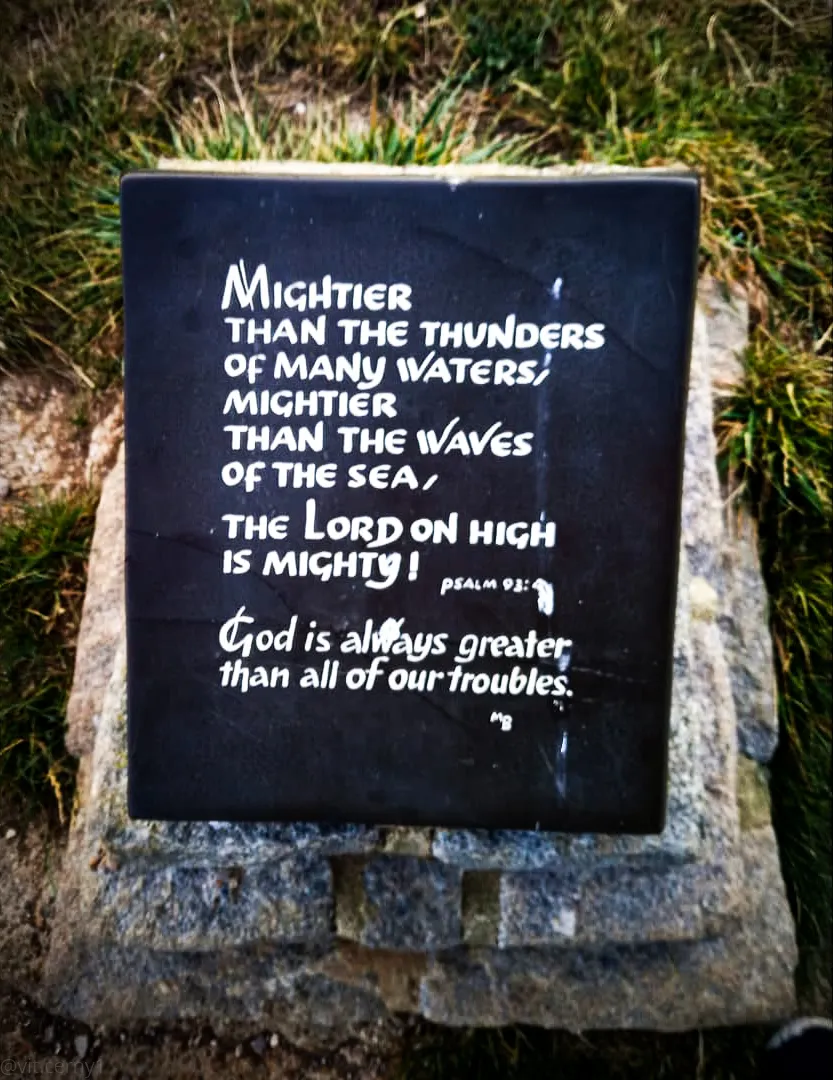 MIGHTIER
THAN THE THUNDERS
OF MANY WATERS,
MIGHTIER
THAN THE WAVES
OF THE SEA,
THE LORD ON HIGH
IS MIGHTY!
PSALM 93:4
God is always greater
than all of our troubles.
MB